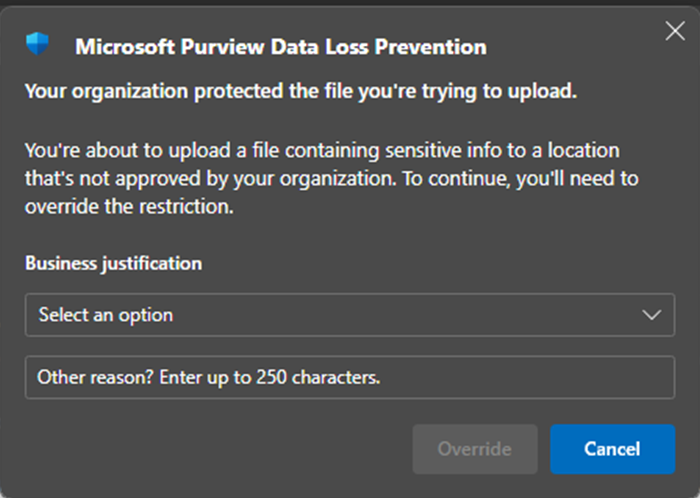 Microsoft Purview Data Loss Prevention
Your organization protected the file you're trying to upload.
You're about to upload a file containing sensitive info to a location
that's not approved by your organization. To continue, you'll need to
override the restriction.
Business justification
Select an option
Other reason? Enter up to 250 characters.
Override
Cancel